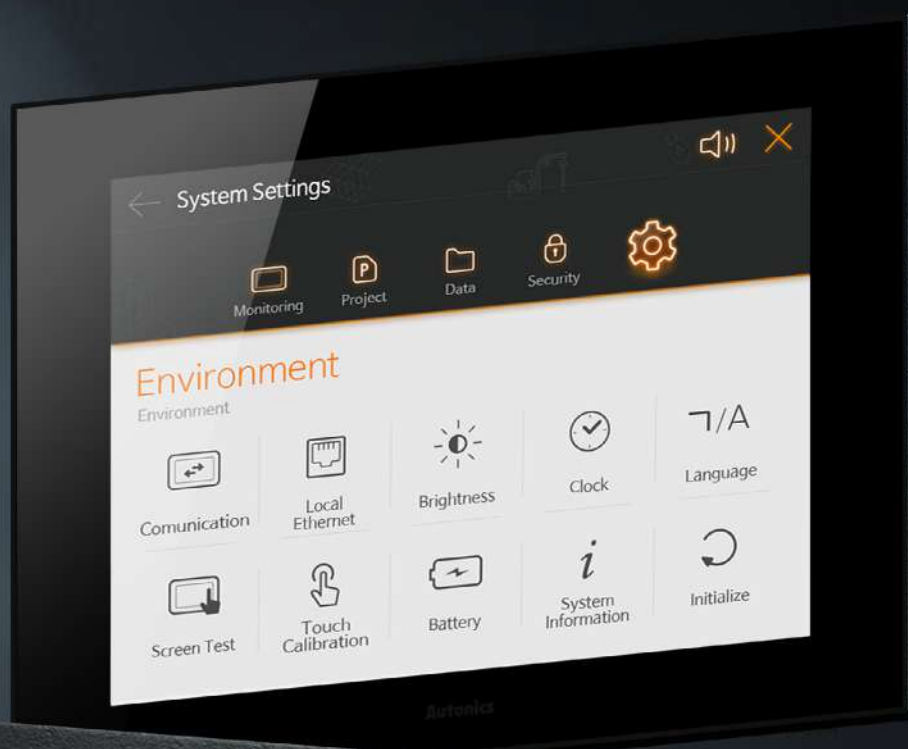 System Settings
Monitoring
P
Project
Data
Security
Environment
Environment
Comunication
Local
Ethernet
Brightness
Clock
ㄱ/A
Language
Screen Test
Touch
Calibration
Battery
i
System
Information
Initialize
Autonics